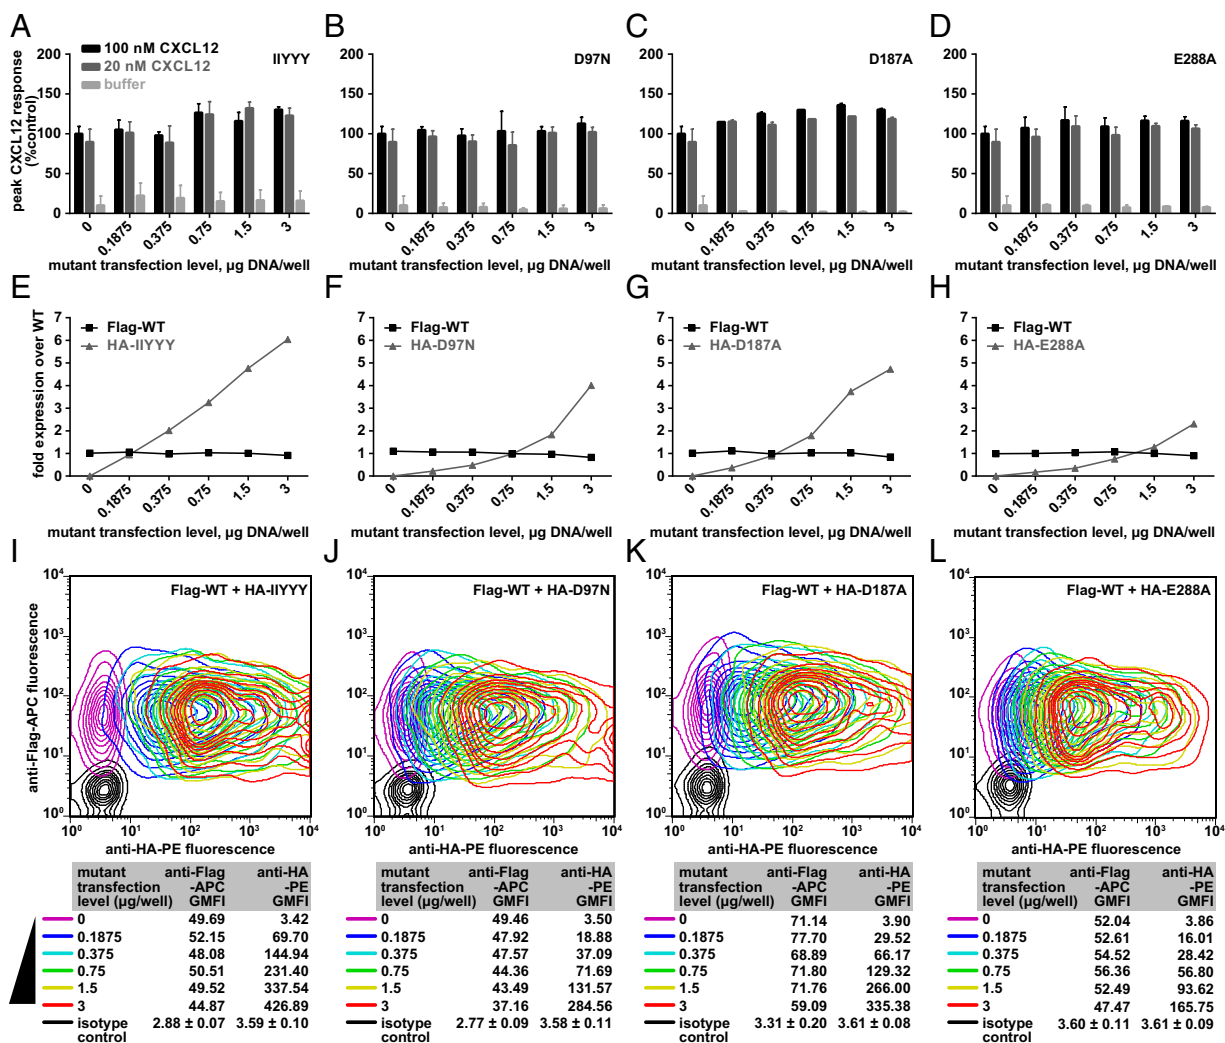 A
B
C
D
100 nM CXCL12
20 nM CXCL12
buffer
IIYYY
D97N
D187A
E288A
peak CXCL12 response
(%control)
200
150
100
50
0
0 0.1875 0.375 0.75 1.5 3
mutant transfection level, µg DNA/well
200
150
100
50
0
0 0.1875 0.375 0.75 1.5 3
mutant transfection level, µg DNA/well
200
150
100
50
0
0 0.1875 0.375 0.75 1.5 3
mutant transfection level, µg DNA/well
200
150
100
50
0
0 0.1875 0.375 0.75 1.5 3
mutant transfection level, µg DNA/well
E
F
G
H
fold expression over WT
7
6
5
4
3
2
1
0
Flag-WT
HA-IIYYY
0 0.1875 0.375 0.75 1.5 3
mutant transfection level, µg DNA/well
7
6
5
4
3
2
1
0
Flag-WT
HA-D97N
0 0.1875 0.375 0.75 1.5 3
mutant transfection level, µg DNA/well
7
6
5
4
3
2
1
0
Flag-WT
HA-D187A
0 0.1875 0.375 0.75 1.5 3
mutant transfection level, µg DNA/well
7
6
5
4
3
2
1
0
Flag-WT
HA-E288A
0 0.1875 0.375 0.75 1.5 3
mutant transfection level, µg DNA/well
I
J
K
L
anti-Flag-APC fluorescence
Flag-WT + HA-IIYYY
10⁴
10³
10²
10¹
10⁰
10⁰ 10¹ 10² 10³ 10⁴
anti-HA-PE fluorescence
Flag-WT + HA-D97N
10⁴
10³
10²
10¹
10⁰
10⁰ 10¹ 10² 10³ 10⁴
anti-HA-PE fluorescence
Flag-WT + HA-D187A
10⁴
10³
10²
10¹
10⁰
10⁰ 10¹ 10² 10³ 10⁴
anti-HA-PE fluorescence
Flag-WT + HA-E288A
10⁴
10³
10²
10¹
10⁰
10⁰ 10¹ 10² 10³ 10⁴
anti-HA-PE fluorescence
mutant anti-Flag anti-HA
transfection -APC -PE
level (µg/well) GMFI GMFI
0 49.69 3.42
0.1875 52.15 69.70
0.375 48.08 144.94
0.75 50.51 231.40
1.5 49.52 337.54
3 44.87 426.89
isotype 2.88 ± 0.07 3.59 ± 0.10
control
mutant anti-Flag anti-HA
transfection -APC -PE
level (µg/well) GMFI GMFI
0 49.46 3.50
0.1875 47.92 18.88
0.375 47.57 37.09
0.75 44.36 71.69
1.5 43.49 131.57
3 37.16 284.56
isotype 2.77 ± 0.09 3.58 ± 0.11
control
mutant anti-Flag anti-HA
transfection -APC -PE
level (µg/well) GMFI GMFI
0 71.14 3.90
0.1875 77.70 29.52
0.375 68.89 66.17
0.75 71.80 129.32
1.5 71.76 266.00
3 59.09 335.38
isotype 3.31 ± 0.20 3.61 ± 0.08
control
mutant anti-Flag anti-HA
transfection -APC -PE
level (µg/well) GMFI GMFI
0 52.04 3.86
0.1875 52.61 16.01
0.375 54.52 28.42
0.75 56.36 56.80
1.5 52.49 93.62
3 47.47 165.75
isotype 3.60 ± 0.11 3.61 ± 0.09
control